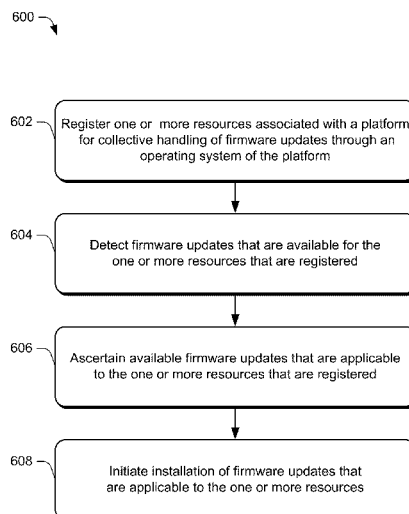 600
602
Register one or more resources associated with a platform
for collective handling of firmware updates through an
operating system of the platform
604
Detect firmware updates that are available for the
one or more resources that are registered
606
Ascertain available firmware updates that are applicable
to the one or more resources that are registered
608
Initiate installation of firmware updates that
are applicable to the one or more resources